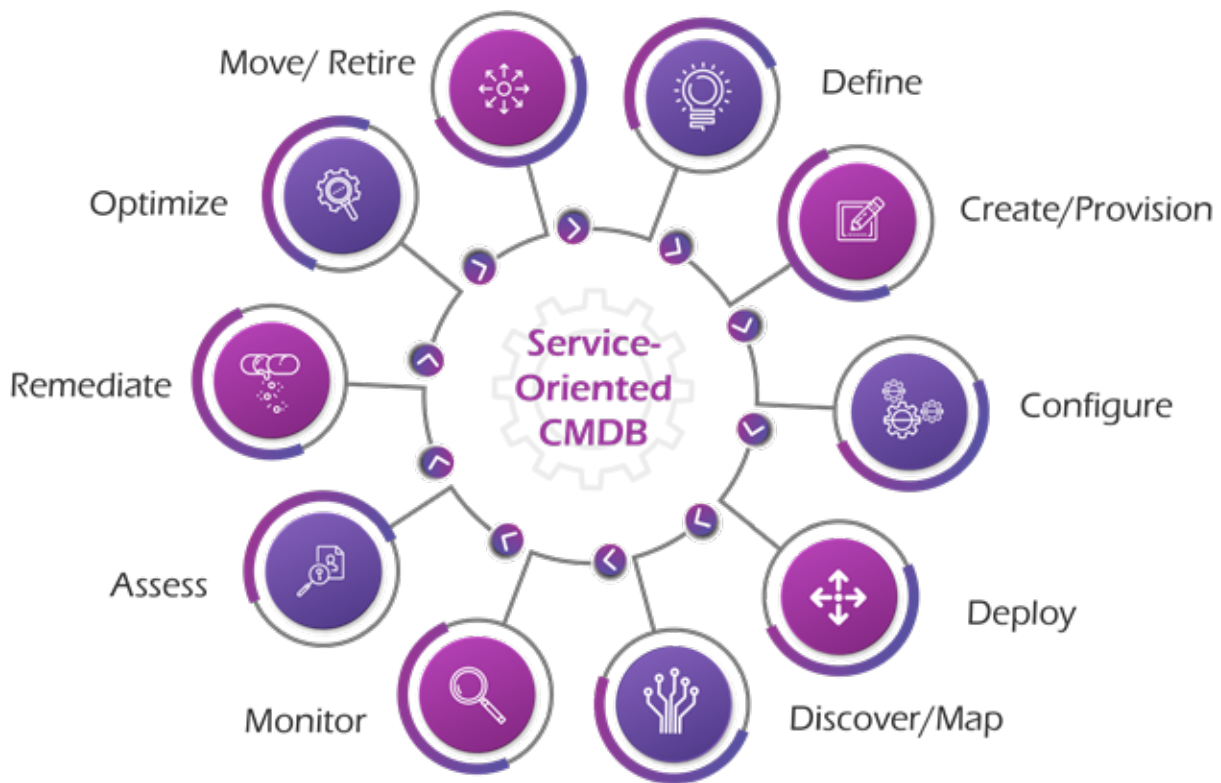 Move/ Retire
Define
Optimize
Create/Provision
Service-
Oriented
CMDB
Remediate
Configure
Assess
Deploy
Monitor
Discover/Map